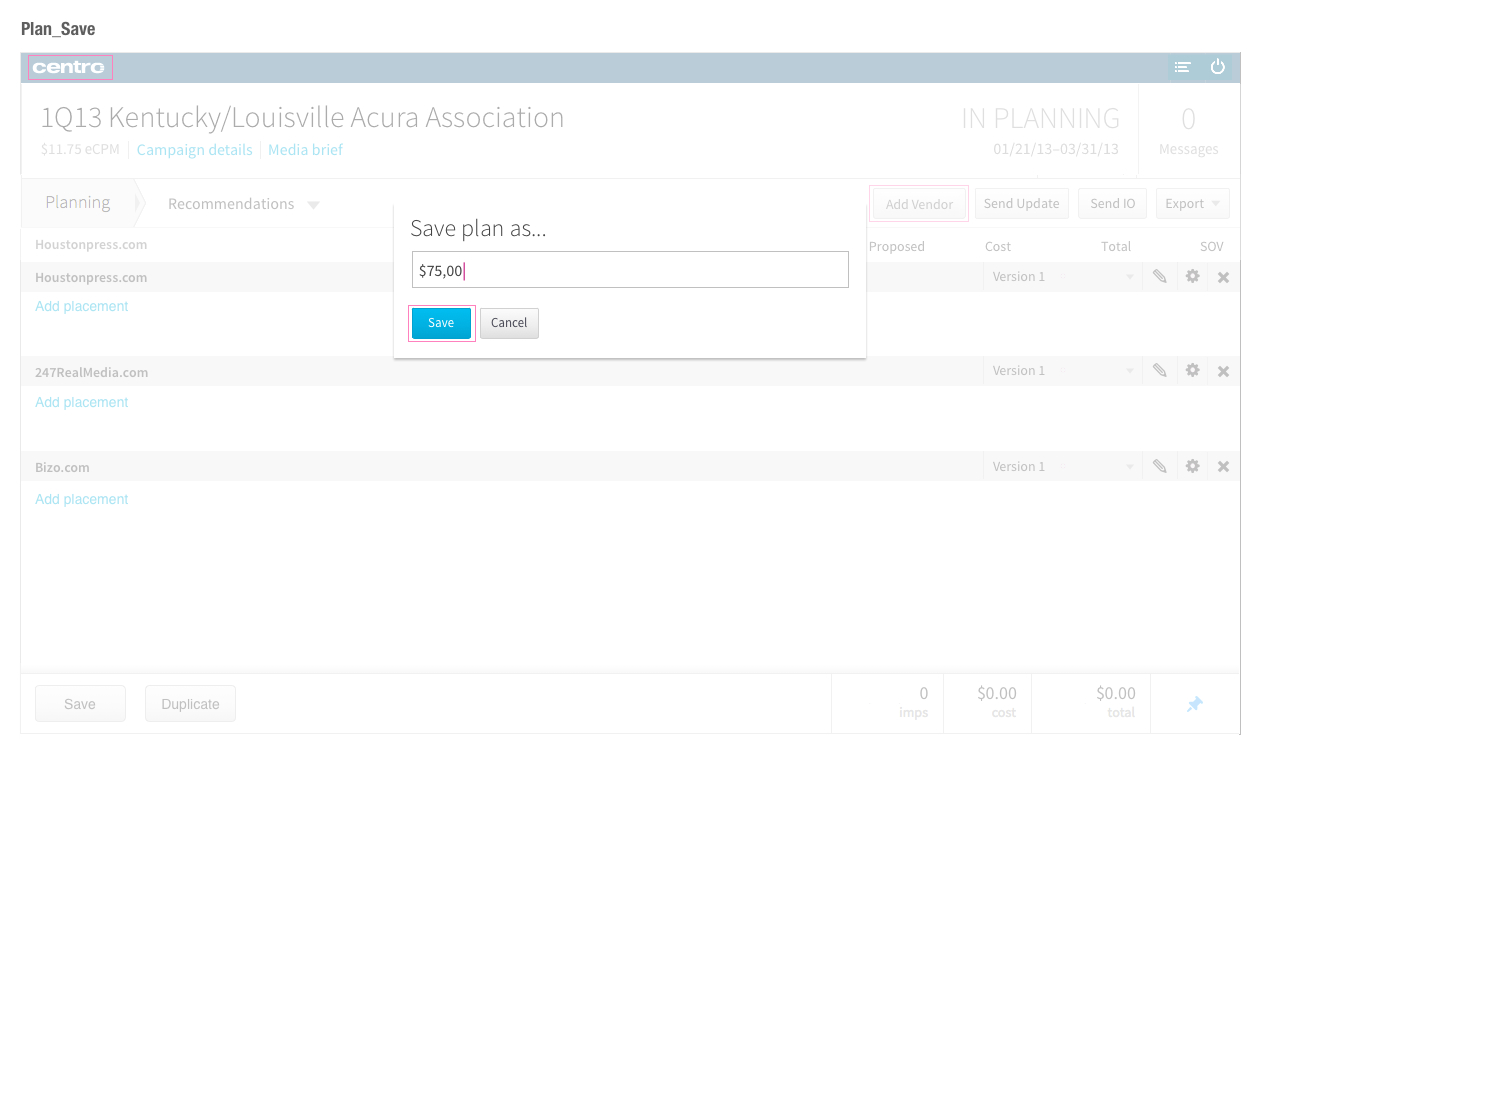 Plan_Save
centro
1Q13 Kentucky/Louisville Acura Association
IN PLANNING
0
$11.75 eCPM
Campaign details
Media brief
01/21/13–03/31/13
Messages
Planning
Recommendations
Add Vendor
Send Update
Send IO
Export
Save plan as...
$75,00
Save
Cancel
Houstonpress.com
Proposed
Cost
Total
SOV
Houstonpress.com
Version 1
Add placement
247RealMedia.com
Version 1
Add placement
Bizo.com
Version 1
Add placement
Save
Duplicate
0
imps
$0.00
cost
$0.00
total